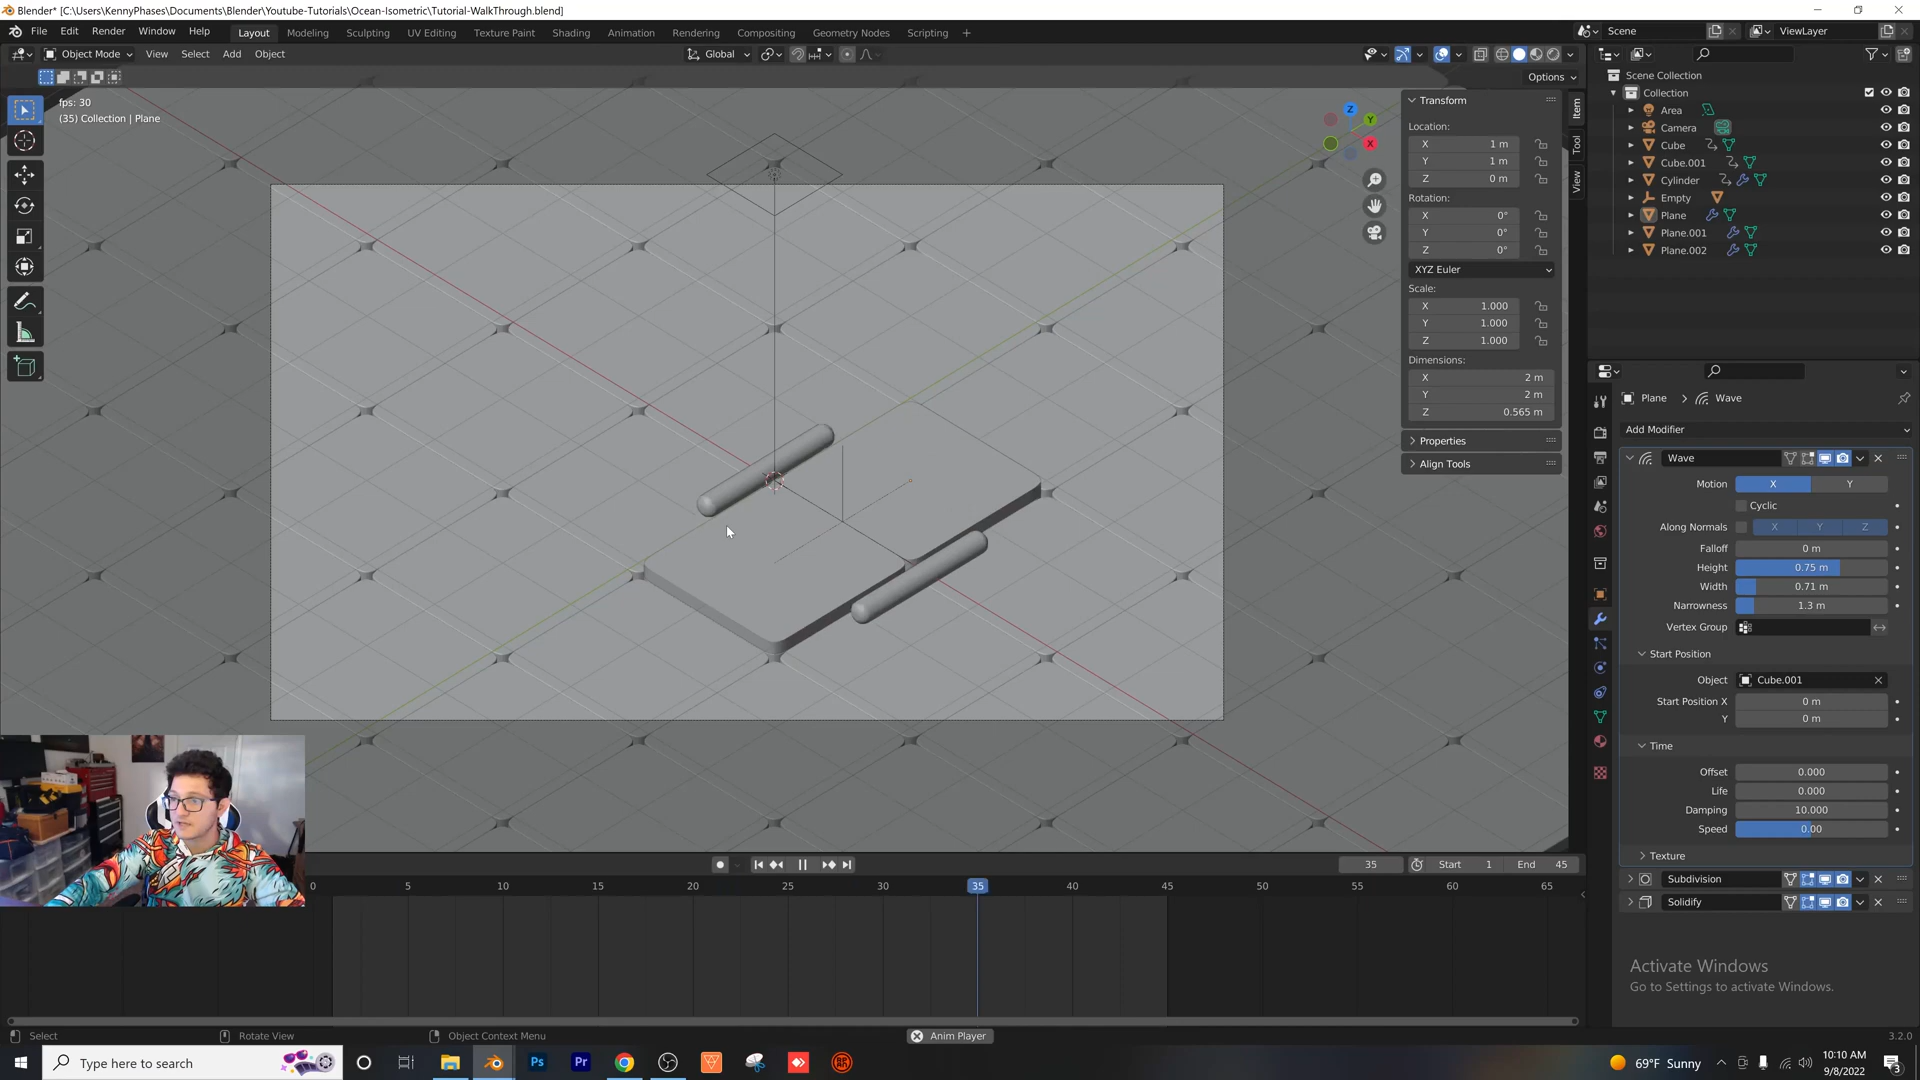 Blender* [C:\Users\KennyPhases\Documents\Blender\Youtube-Tutorials\Ocean-Isometric\Tutorial-WalkThrough.blend]
File Edit Render Window Help Layout Modeling Sculpting UV Editing Texture Paint Shading Animation Rendering Compositing Geometry Nodes Scripting + Scene ViewLayer
Object Mode View Select Add Object Global
Options
fps: 30
(35) Collection | Plane
Z
Y
X
Transform
Location:
X 1 m
Y 1 m
Z 0 m
Rotation:
X 0°
Y 0°
Z 0°
XYZ Euler
Scale:
X 1.000
Y 1.000
Z 1.000
Dimensions:
X 2 m
Y 2 m
Z 0.565 m
Properties
Align Tools
Item
Tool
View
Scene Collection
Collection
Area
Camera
Cube
Cube.001
Cylinder
Empty
Plane
Plane.001
Plane.002
Plane > Wave
Add Modifier
Wave
Motion X Y
Cyclic
Along Normals X Y Z
Falloff 0 m
Height 0.75 m
Width 0.71 m
Narrowness 1.3 m
Vertex Group
Start Position
Object Cube.001
Start Position X 0 m
Y 0 m
Time
Offset 0.000
Life 0.000
Damping 10.000
Speed 0.00
Texture
Subdivision
Solidify
35 Start 1 End 45
0 5 10 15 20 25 30 35 40 45 50 55 60 65
Activate Windows
Go to Settings to activate Windows.
Select Rotate View Object Context Menu Anim Player 3.2.0
Type here to search Ps Pr 69°F Sunny 10:10 AM
9/8/2022 3